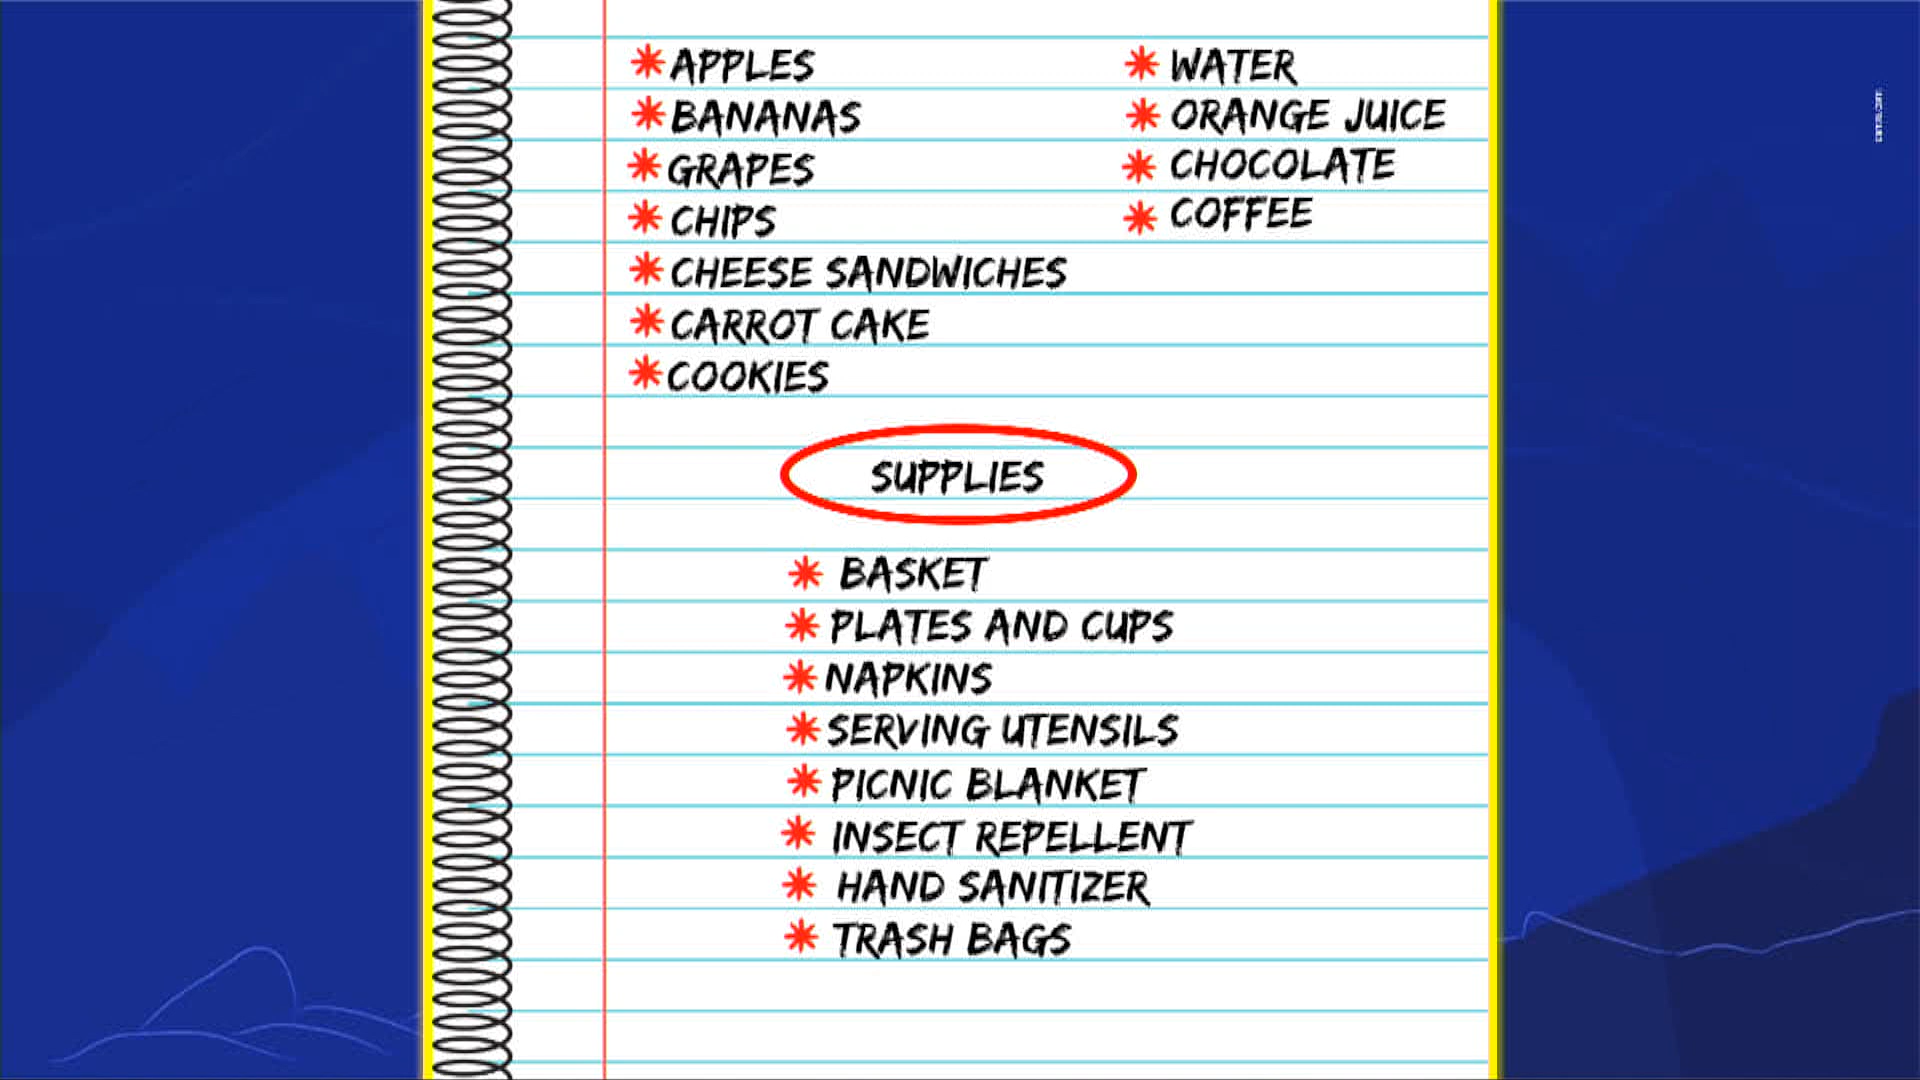 APPLES
BANANAS
GRAPES
CHIPS
CHEESE SANDWICHES
CARROT CAKE
COOKIES
WATER
ORANGE JUICE
CHOCOLATE
COFFEE
SUPPLIES
BASKET
PLATES AND CUPS
NAPKINS
SERVING UTENSILS
PICNIC BLANKET
INSECT REPELLENT
HAND SANITIZER
TRASH BAGS